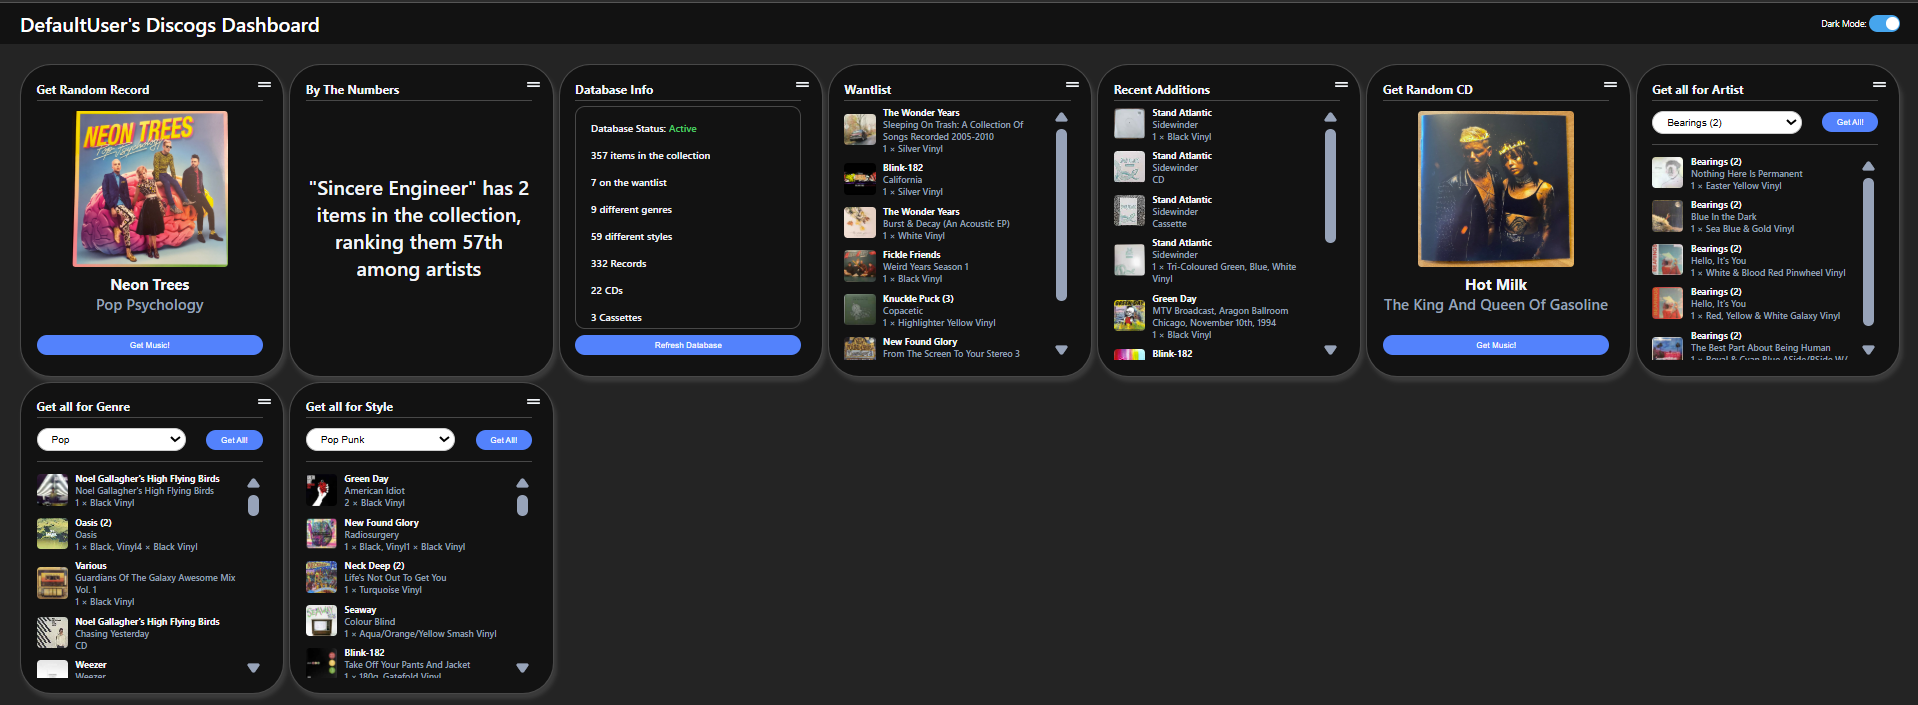 DefaultUser's Discogs Dashboard
Dark Mode:
Get Random Record
NEON TREES
Pop Psychology
Neon Trees
Pop Psychology
Get Music!
By The Numbers
"Sincere Engineer" has 2
items in the collection,
ranking them 57th
among artists
Database Info
Database Status: Active
357 items in the collection
7 on the wantlist
9 different genres
59 different styles
332 Records
22 CDs
3 Cassettes
Refresh Database
Wantlist
The Wonder Years
Sleeping On Trash: A Collection Of
Songs Recorded 2005-2010
1 × Silver Vinyl
Blink-182
California
1 × Silver Vinyl
The Wonder Years
Burst & Decay (An Acoustic EP)
1 × White Vinyl
Fickle Friends
Weird Years Season 1
1 × Black Vinyl
Knuckle Puck (3)
Copacetic
1 × Highlighter Yellow Vinyl
New Found Glory
From The Screen To Your Stereo 3
Recent Additions
Stand Atlantic
Sidewinder
1 × Black Vinyl
Stand Atlantic
Sidewinder
CD
Stand Atlantic
Sidewinder
Cassette
Stand Atlantic
Sidewinder
1 × Tri-Coloured Green, Blue, White
Vinyl
Green Day
MTV Broadcast, Aragon Ballroom
Chicago, November 10th, 1994
1 × Black Vinyl
Blink-182
Get Random CD
Hot Milk
The King And Queen Of Gasoline
Get Music!
Get all for Artist
Bearings (2)
Get All!
Bearings (2)
Nothing Here Is Permanent
1 × Easter Yellow Vinyl
Bearings (2)
Blue In the Dark
1 × Sea Blue & Gold Vinyl
Bearings (2)
Hello, It's You
1 × White & Blood Red Pinwheel Vinyl
Bearings (2)
Hello, It's You
1 × Red, Yellow & White Galaxy Vinyl
Bearings (2)
The Best Part About Being Human
1 × Royal & Cyan Blue ASide/BSide W/
Get all for Genre
Pop
Get All!
Noel Gallagher's High Flying Birds
Noel Gallagher's High Flying Birds
1 × Black Vinyl
Oasis (2)
Oasis
1 × Black, Vinyl4 × Black Vinyl
Various
Guardians Of The Galaxy Awesome Mix
Vol. 1
1 × Black Vinyl
Noel Gallagher's High Flying Birds
Chasing Yesterday
CD
Weezer
Weezer
Get all for Style
Pop Punk
Get All!
Green Day
American Idiot
2 × Black Vinyl
New Found Glory
Radiosurgery
1 × Black, Vinyl1 × Black Vinyl
Neck Deep (2)
Life's Not Out To Get You
1 × Turquoise Vinyl
Seaway
Colour Blind
1 × Aqua/Orange/Yellow Smash Vinyl
Blink-182
Take Off Your Pants And Jacket
1 × 180g, Gatefold Vinyl